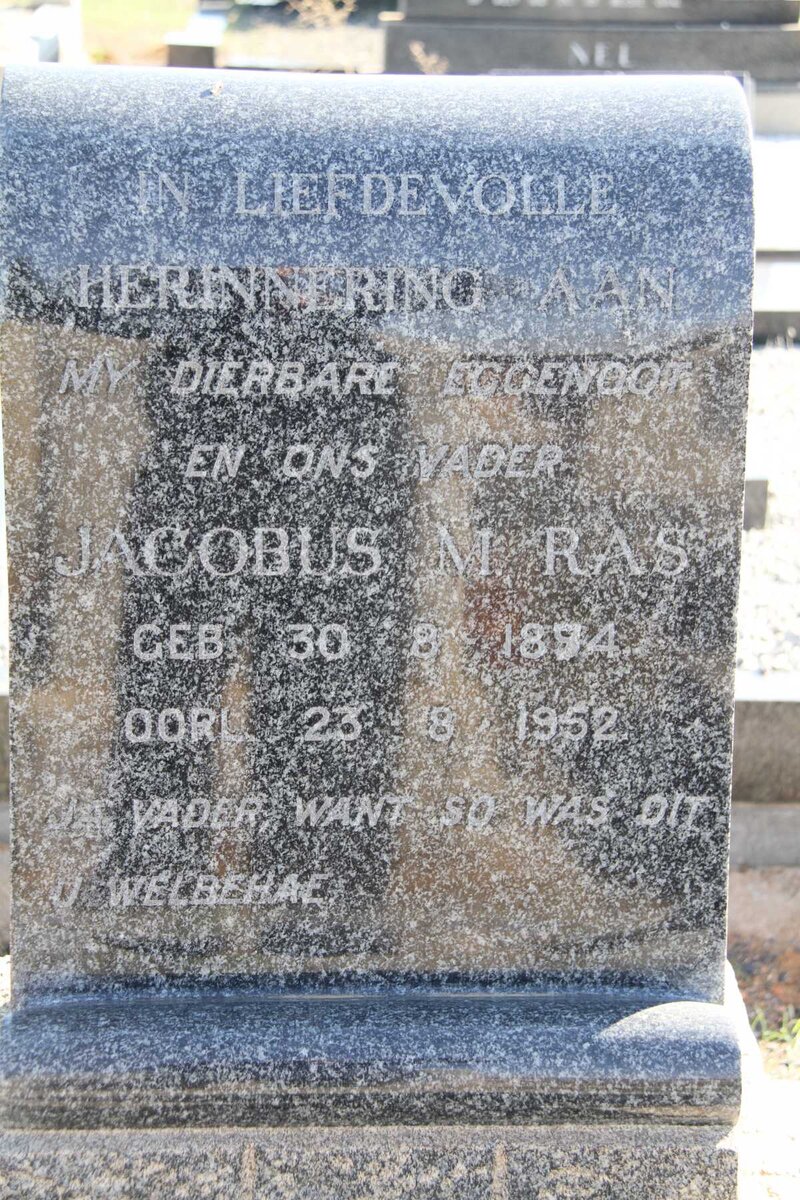 NEL
IN LIEFDEVOLLE
HERINNERING AAN
MY DIERBARE EGGENOOT
EN ONS VADER
JACOBUS M RAS
GEB. 30 - 8 -
OORL. 23 - 8 - 1952.
JA, VADER, WANT SO WAS DIT
U WELBEHAE.